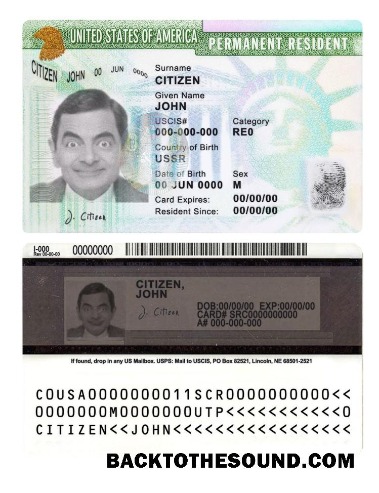 UNITED STATES OF AMERICA
PERMANENT RESIDENT
CITIZEN JOHN 00 JUN 0000
Surname
CITIZEN
Given Name
JOHN
USCIS# Category
000-000-000 RE0
Country of Birth
USSR
Date of Birth Sex
00 JUN 0000 M
Card Expires: 00/00/00
Resident Since: 00/00/00
J. Citizen
I-000 00000000
Rev 00-00-00
CITIZEN,
JOHN
J. Citizen
DOB:00/00/00 EXP:00/00/00
CARD# SRC0000000000
A# 000-000-000
If found, drop in any US Mailbox. USPS: Mail to USCIS, PO Box 82521, Lincoln, NE 68501-2521
COUSA0000000011SCR0000000000<<
0000000M0000000UTP<<<<<<<<<<<0
CITIZEN<<JOHN<<<<<<<<<<<<<<<<<
BACKTOTHESOUND.COM